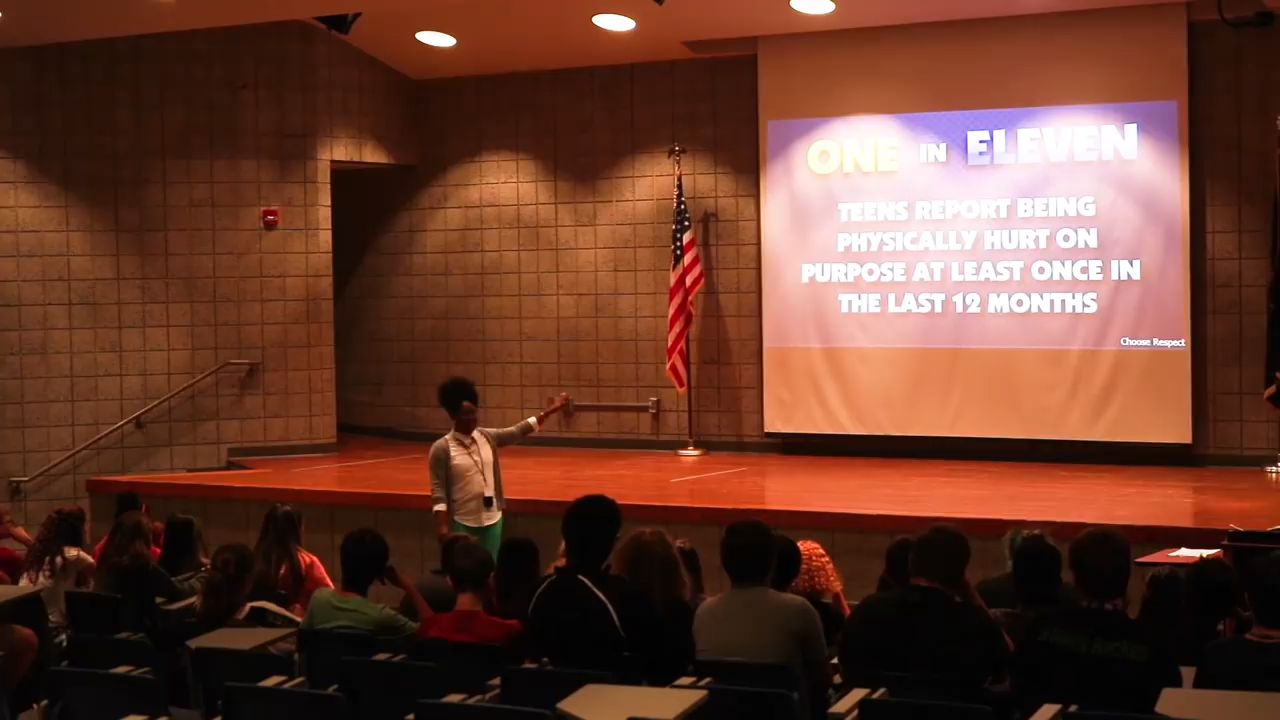 ONE IN ELEVEN
TEENS REPORT BEING
PHYSICALLY HURT ON
PURPOSE AT LEAST ONCE IN
THE LAST 12 MONTHS
Choose Respect